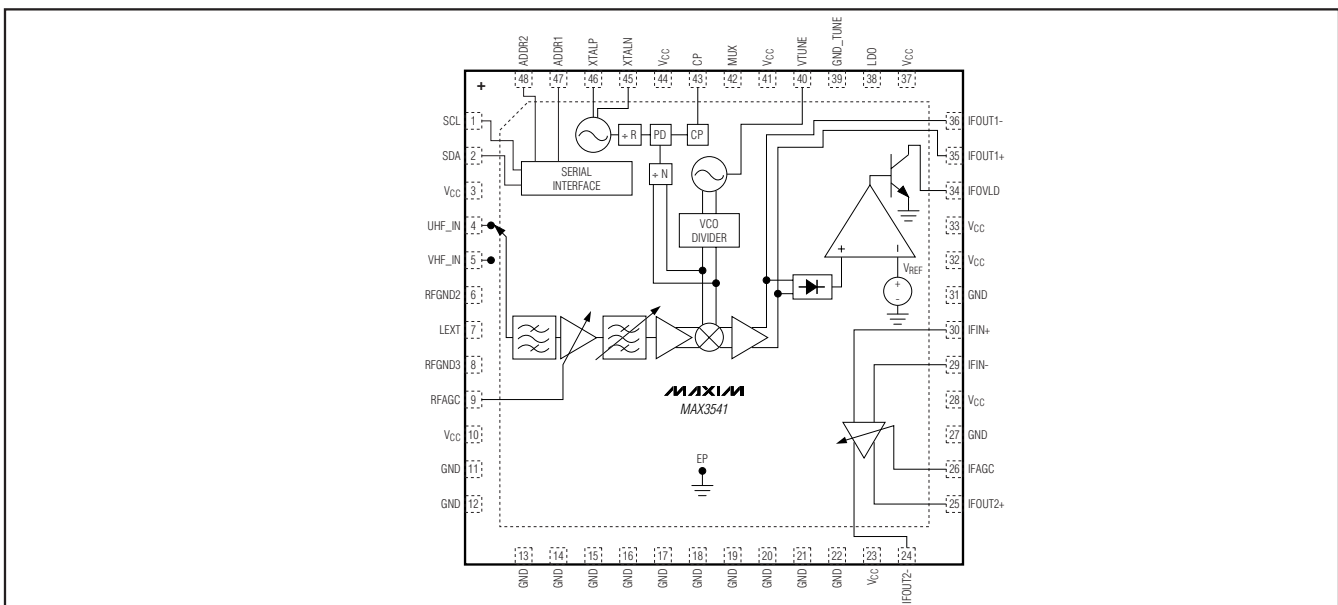 ADDR2 ADDR1 XTALP XTALN VCC CP MUX VCC VTUNE GND_TUNE LDO VCC
48 47 46 45 44 43 42 41 40 39 38 37
+
SCL 1
SDA 2
VCC 3
UHF_IN 4
VHF_IN 5
RFGND2 6
LEXT 7
RFGND3 8
RFAGC 9
VCC 10
GND 11
GND 12
÷ R PD CP
SERIAL INTERFACE
÷ N
VCO
DIVIDER
+ −
VREF
+
-
MAXIM
MAX3541
EP
36 IFOUT1-
35 IFOUT1+
34 IFOVLD
33 VCC
32 VCC
31 GND
30 IFIN+
29 IFIN-
28 VCC
27 GND
26 IFAGC
25 IFOUT2+
13 14 15 16 17 18 19 20 21 22 23 24
GND GND GND GND GND GND GND GND GND GND VCC IFOUT2-